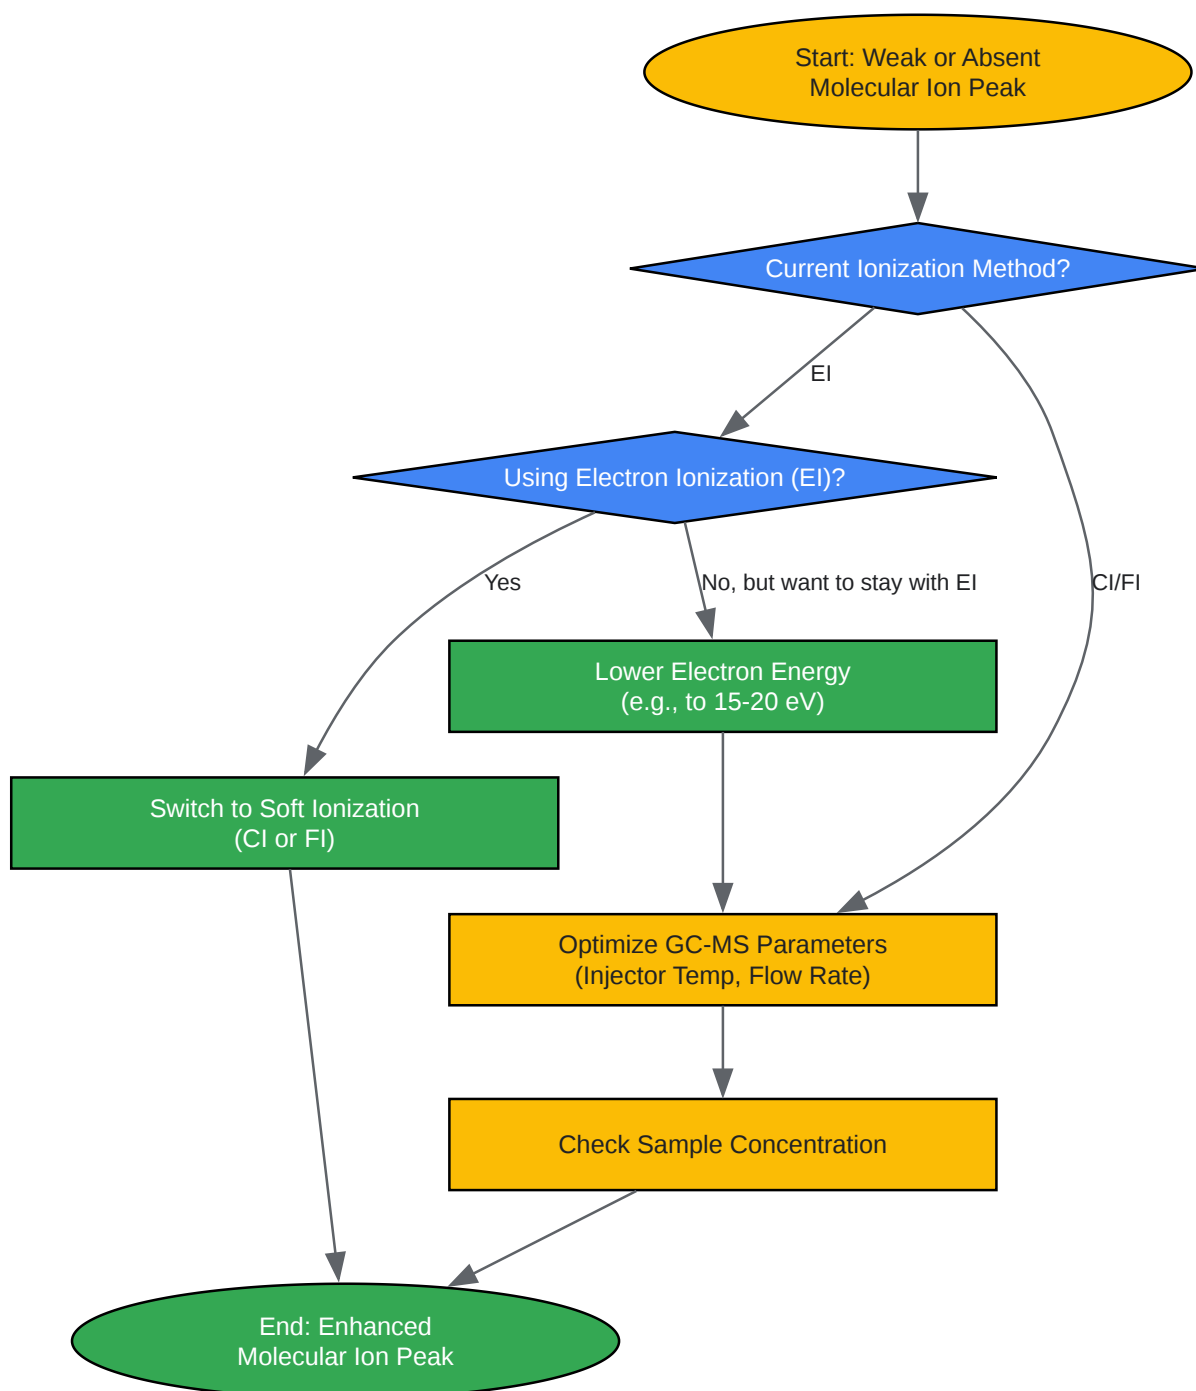 Start: Weak or Absent
Molecular Ion Peak
Current Ionization Method?
EI
Using Electron Ionization (EI)?
Yes
No, but want to stay with EI
CI/FI
Lower Electron Energy
(e.g., to 15-20 eV)
Switch to Soft Ionization
(CI or FI)
Optimize GC-MS Parameters
(Injector Temp, Flow Rate)
Check Sample Concentration
End: Enhanced
Molecular Ion Peak